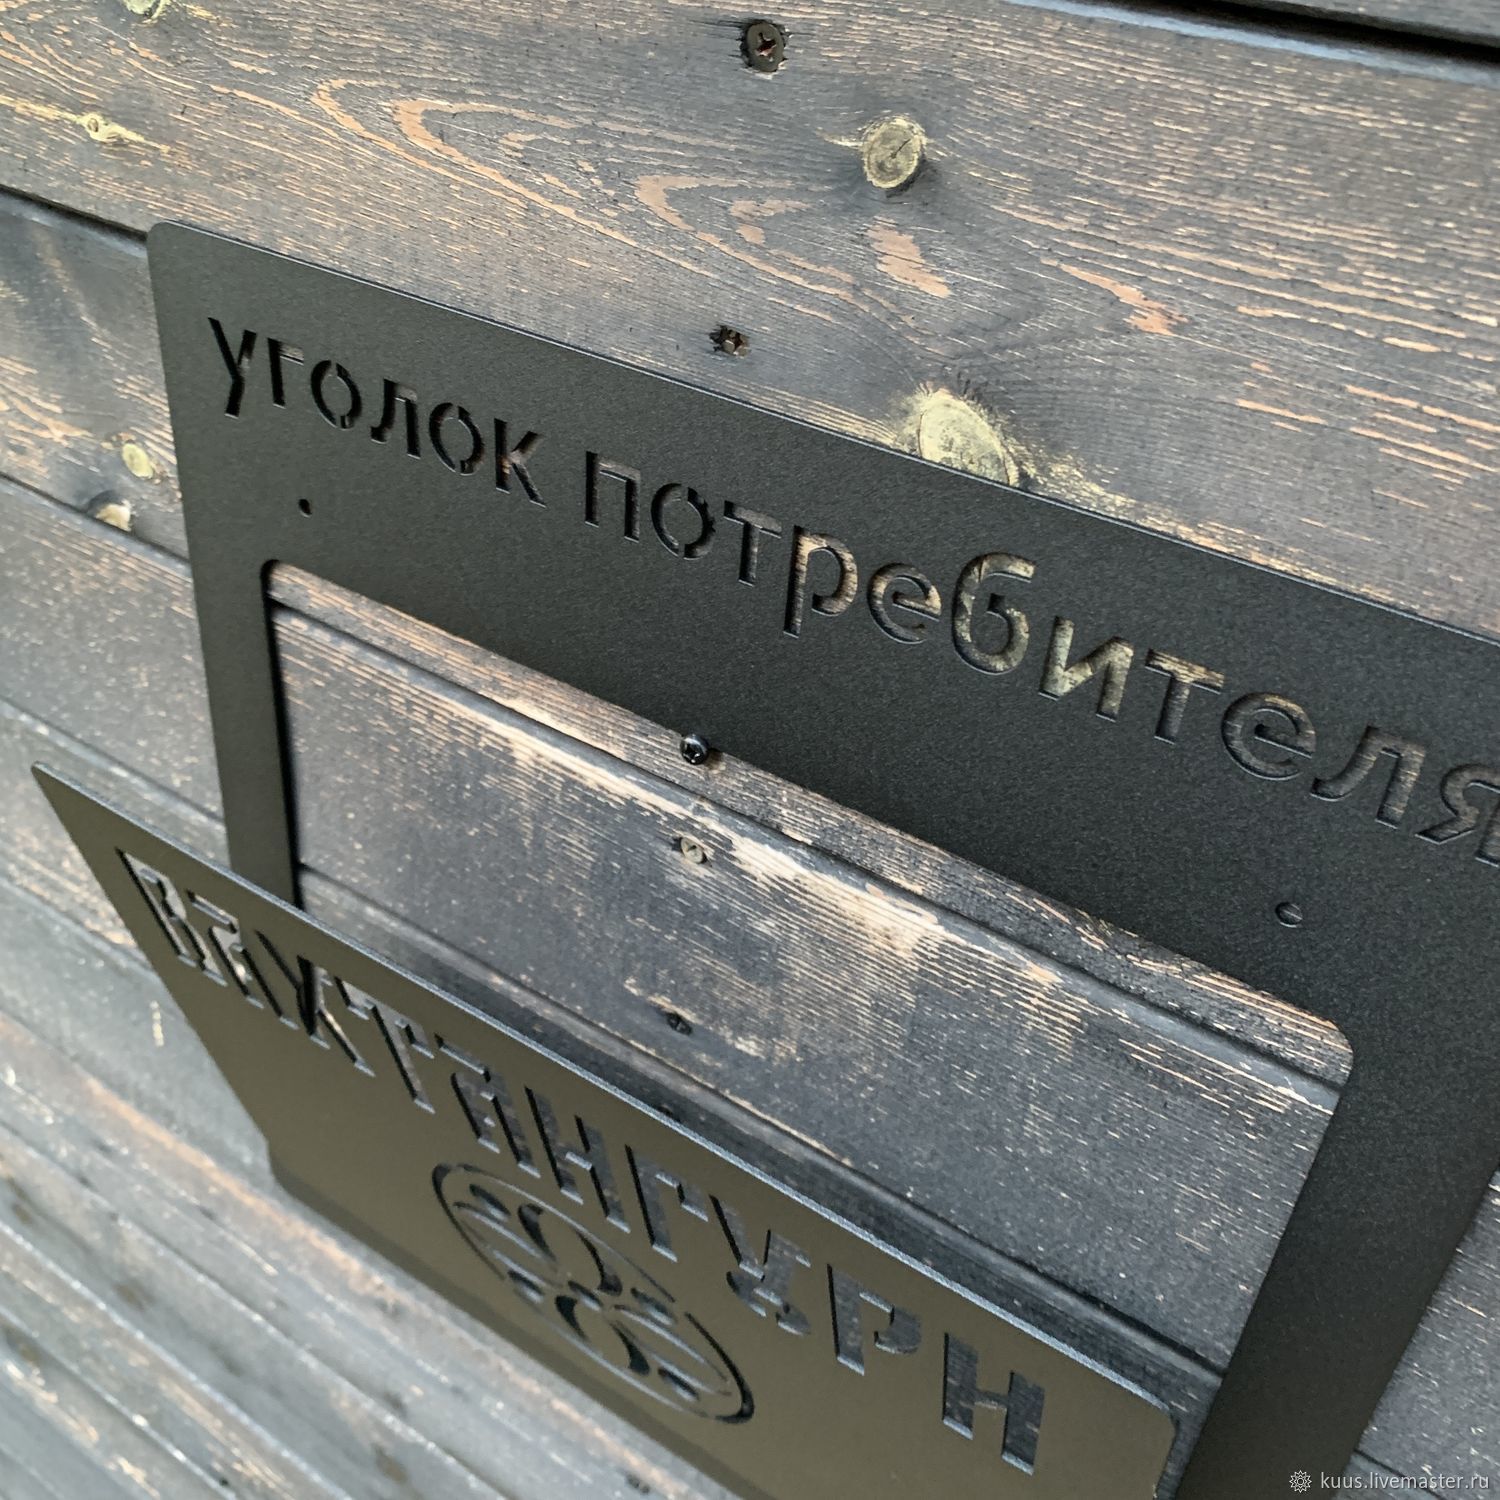 уголок потребителя
kuus.livemaster.ru